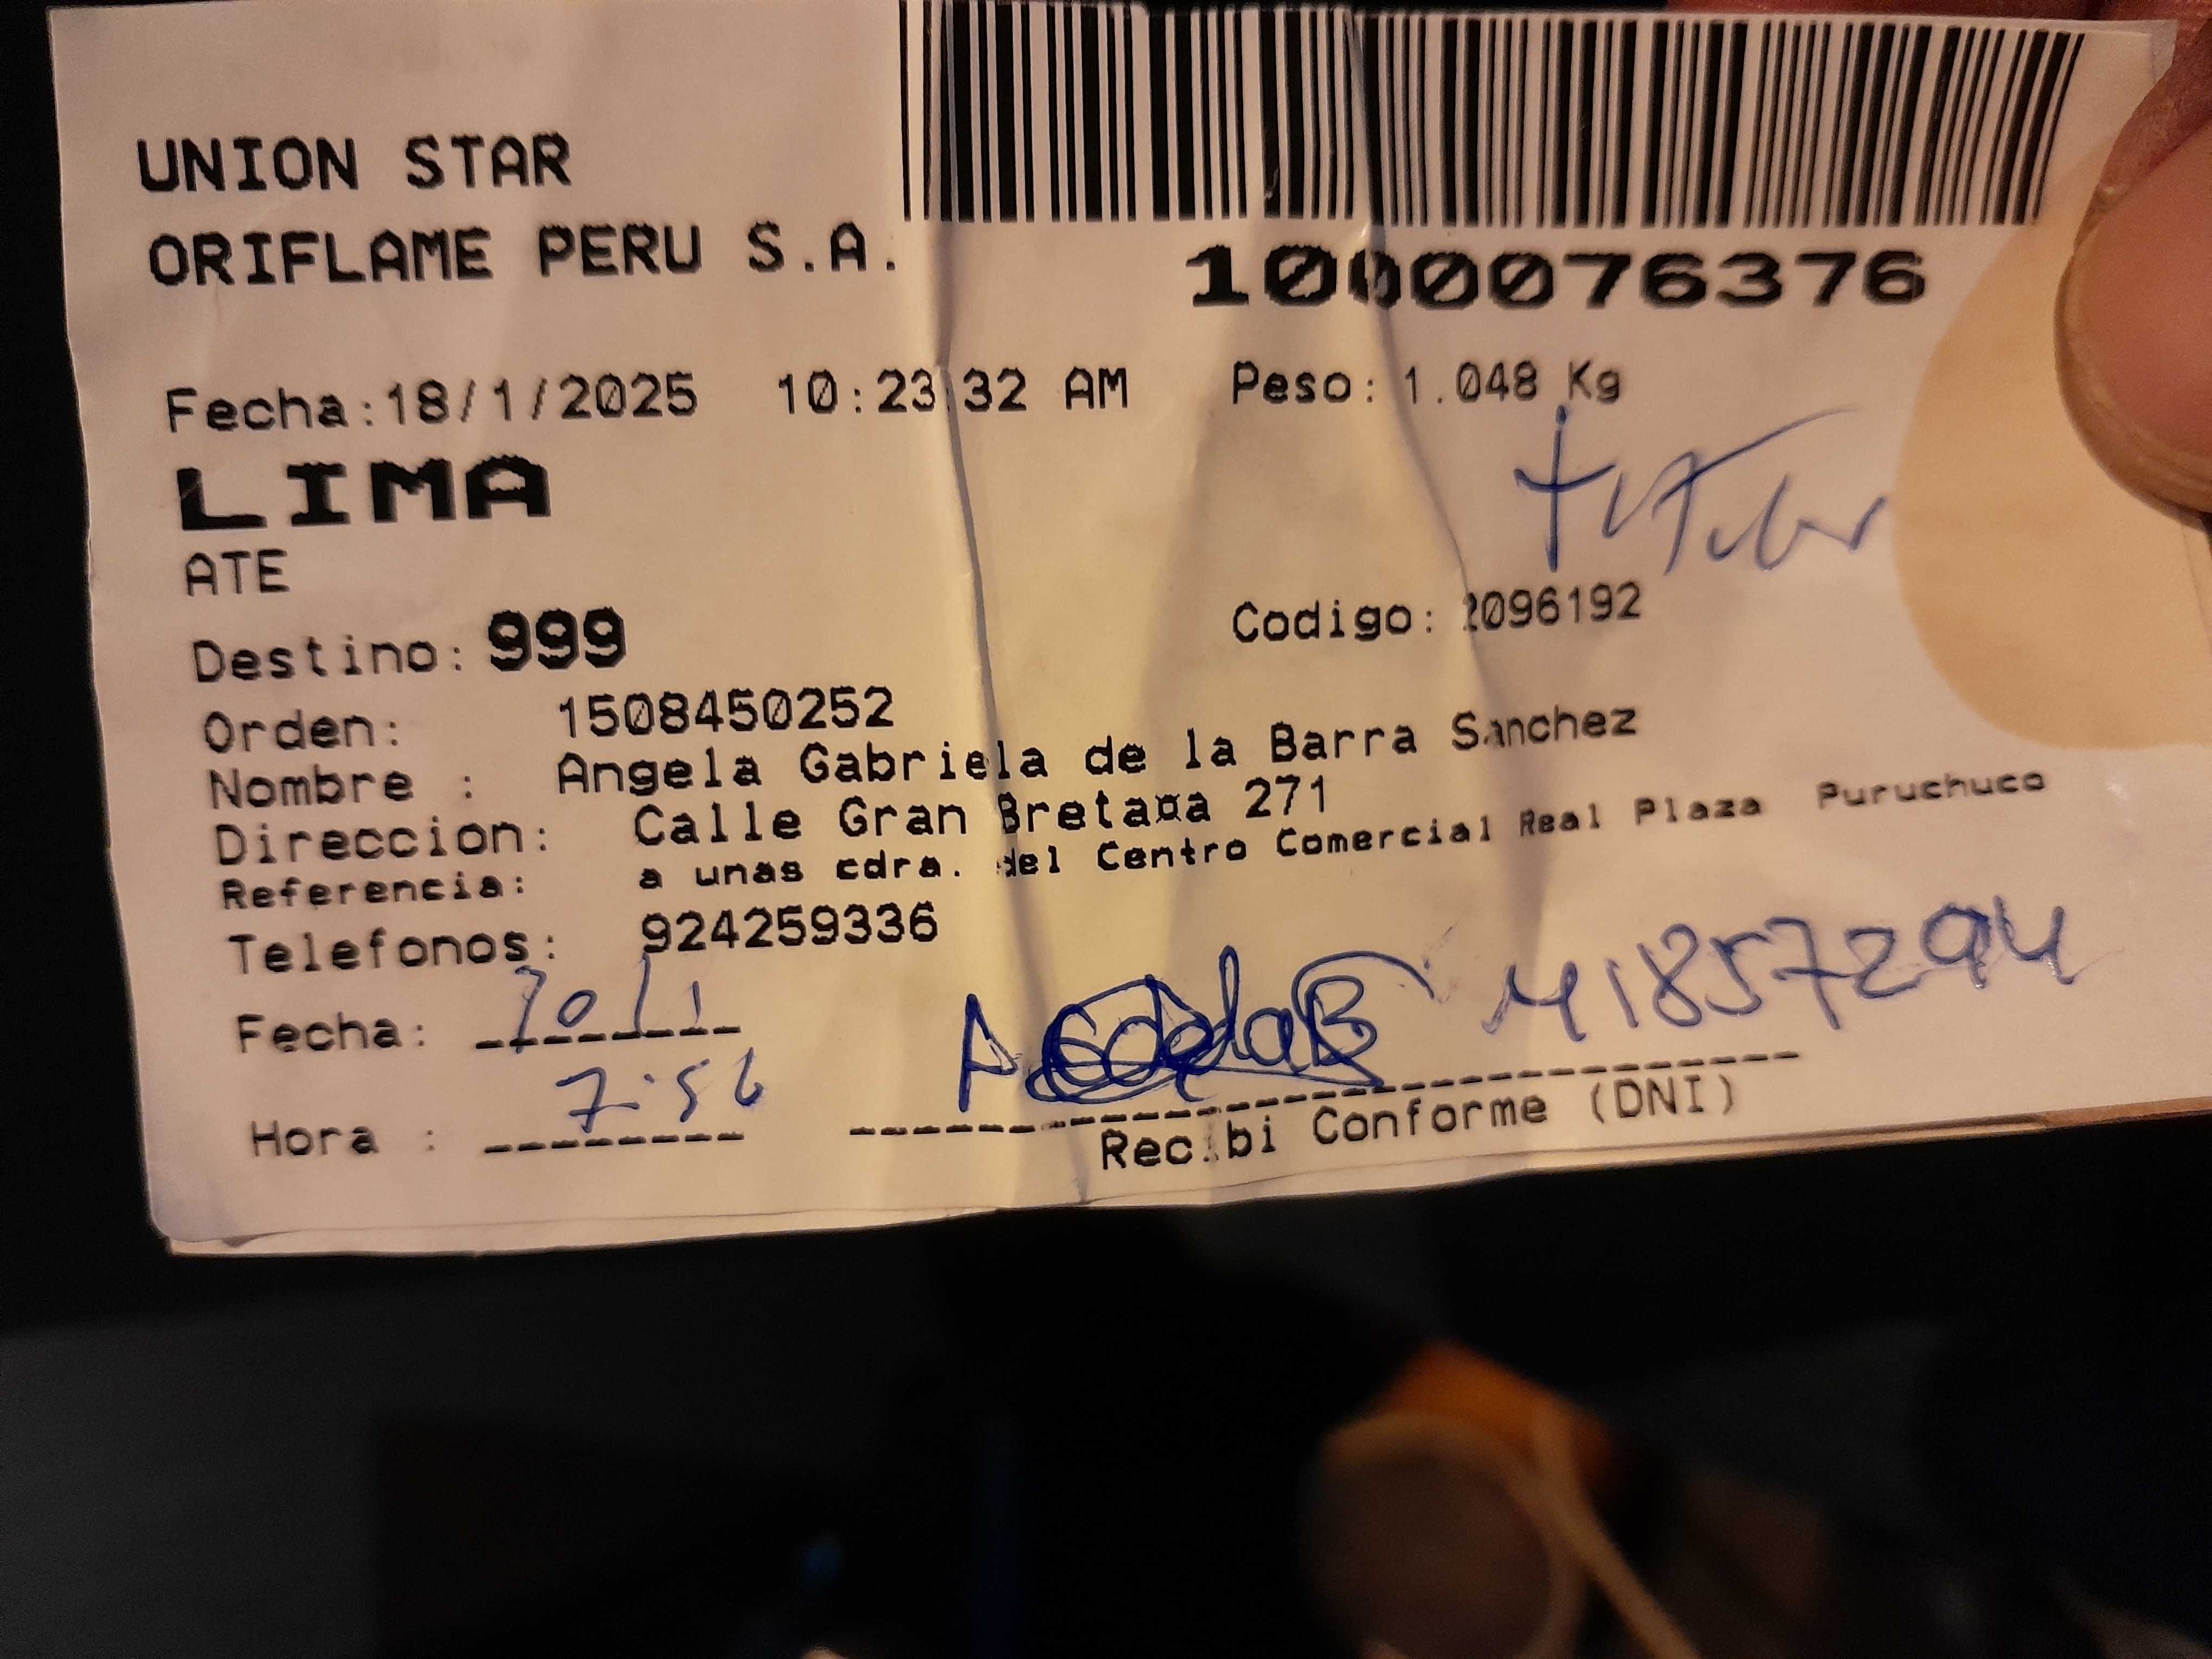 UNION STAR
ORIFLAME PERU S.A.
1000076376
Fecha:18/1/2025 10:23:32 AM Peso: 1.048 Kg
LIMA
titular
ATE
Codigo: 2096192
Destino: 999
Orden: 1508450252
Nombre : Angela Gabriela de la Barra Sanchez
Direccion: Calle Gran Bretaña 271
Referencia: a unas cdra. del Centro Comercial Real Plaza Puruchuco
Telefonos: 924259336
Fecha: 20/1
41857294
Hora : 7:56
Recibi Conforme (DNI)